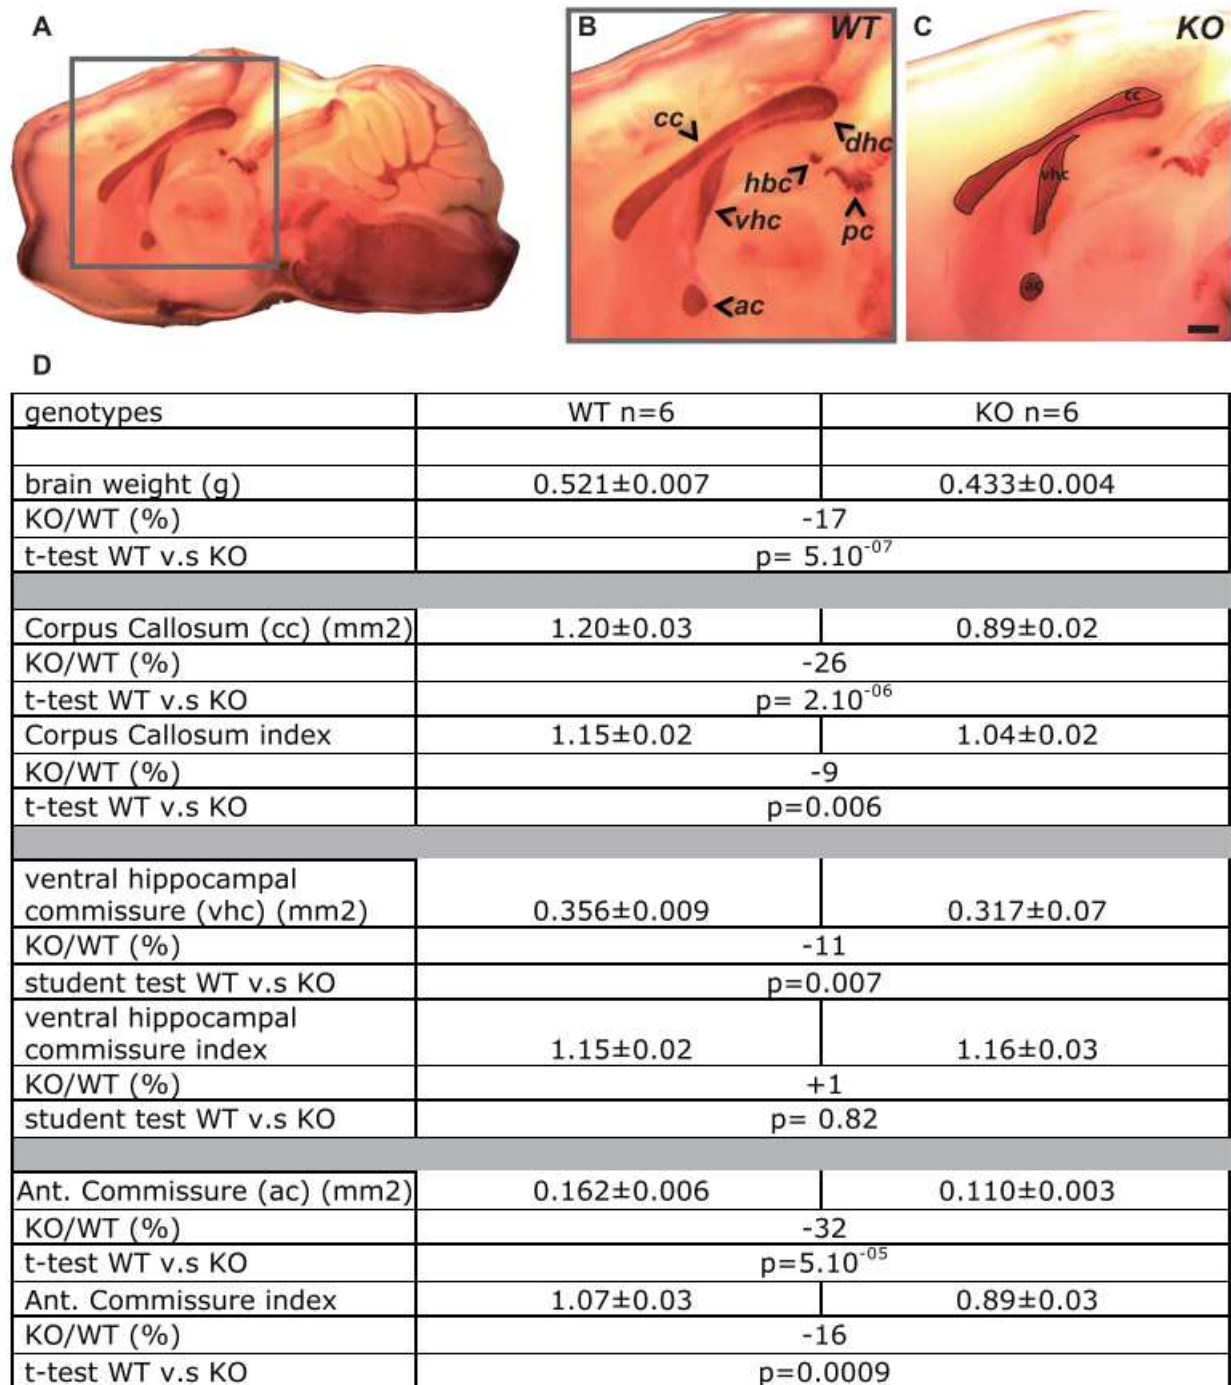 A
B
WT
C
KO
cc
dhc
hbc
vhc
pc
ac
cc
vhc
ac
D
genotypes WT n=6 KO n=6
brain weight (g) 0.521±0.007 0.433±0.004
KO/WT (%) -17
t-test WT v.s KO p= 5.10⁻⁰⁷
Corpus Callosum (cc) (mm2) 1.20±0.03 0.89±0.02
KO/WT (%) -26
t-test WT v.s KO p= 2.10⁻⁰⁶
Corpus Callosum index 1.15±0.02 1.04±0.02
KO/WT (%) -9
t-test WT v.s KO p=0.006
ventral hippocampal
commissure (vhc) (mm2) 0.356±0.009 0.317±0.07
KO/WT (%) -11
student test WT v.s KO p=0.007
ventral hippocampal
commissure index 1.15±0.02 1.16±0.03
KO/WT (%) +1
student test WT v.s KO p= 0.82
Ant. Commissure (ac) (mm2) 0.162±0.006 0.110±0.003
KO/WT (%) -32
t-test WT v.s KO p=5.10⁻⁰⁵
Ant. Commissure index 1.07±0.03 0.89±0.03
KO/WT (%) -16
t-test WT v.s KO p=0.0009